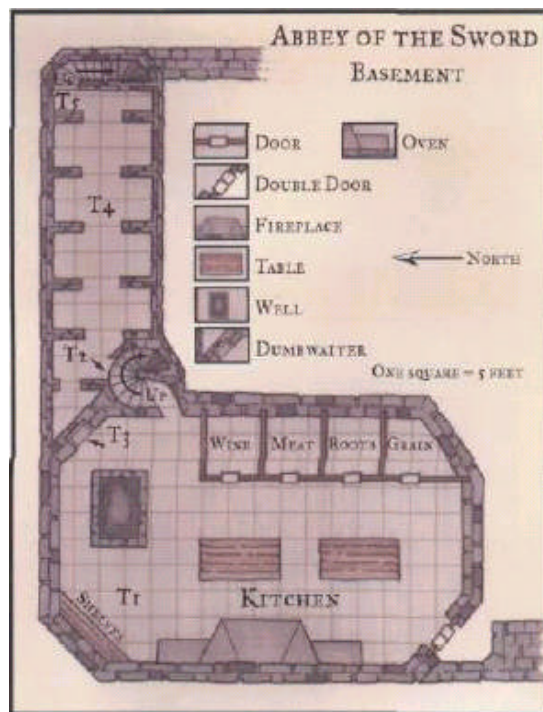 Abbey of the Sword
Basement
T5
Door
Oven
Double Door
T4
Fireplace
North
Table
Well
T2
Dumbwaiter
One square = 5 feet
Up
T3
Wine
Meat
Roots
Grain
Shelves
T1
Kitchen